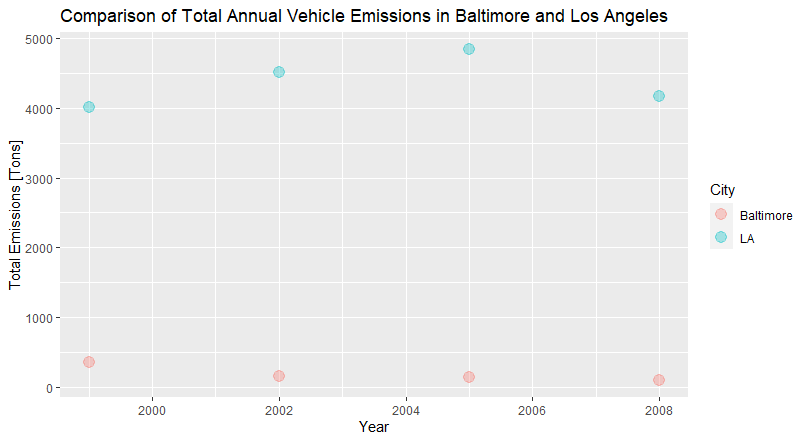 Comparison of Total Annual Vehicle Emissions in Baltimore and Los Angeles
Total Emissions [Tons]
5000
4000
3000
2000
1000
0
2000 2002 2004 2006 2008
Year
City
Baltimore
LA